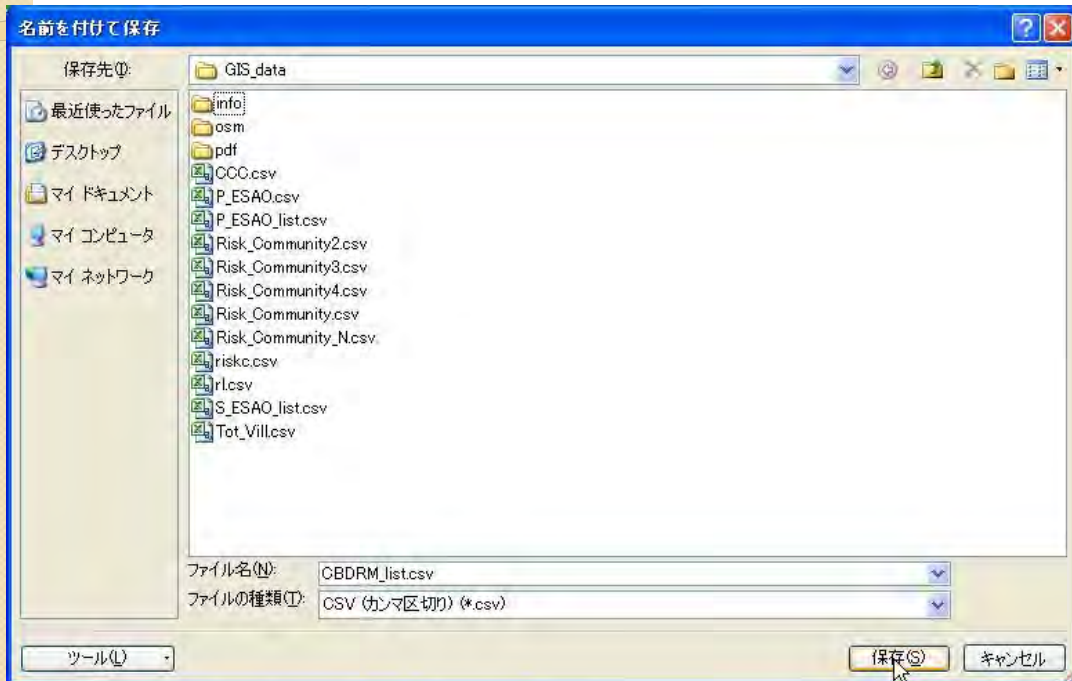 名前を付けて保存
保存先(I):
GIS_data
最近使ったファイル
デスクトップ
マイ ドキュメント
マイ コンピュータ
マイ ネットワーク
info
osm
pdf
CCC.csv
P_ESAO.csv
P_ESAO_list.csv
Risk_Community2.csv
Risk_Community3.csv
Risk_Community4.csv
Risk_Community.csv
Risk_Community_N.csv
riskc.csv
rl.csv
S_ESAO_list.csv
Tot_Vill.csv
ファイル名(N):
CBDRM_list.csv
ファイルの種類(T):
CSV (カンマ区切り) (*.csv)
ツール(L)
保存(S)
キャンセル